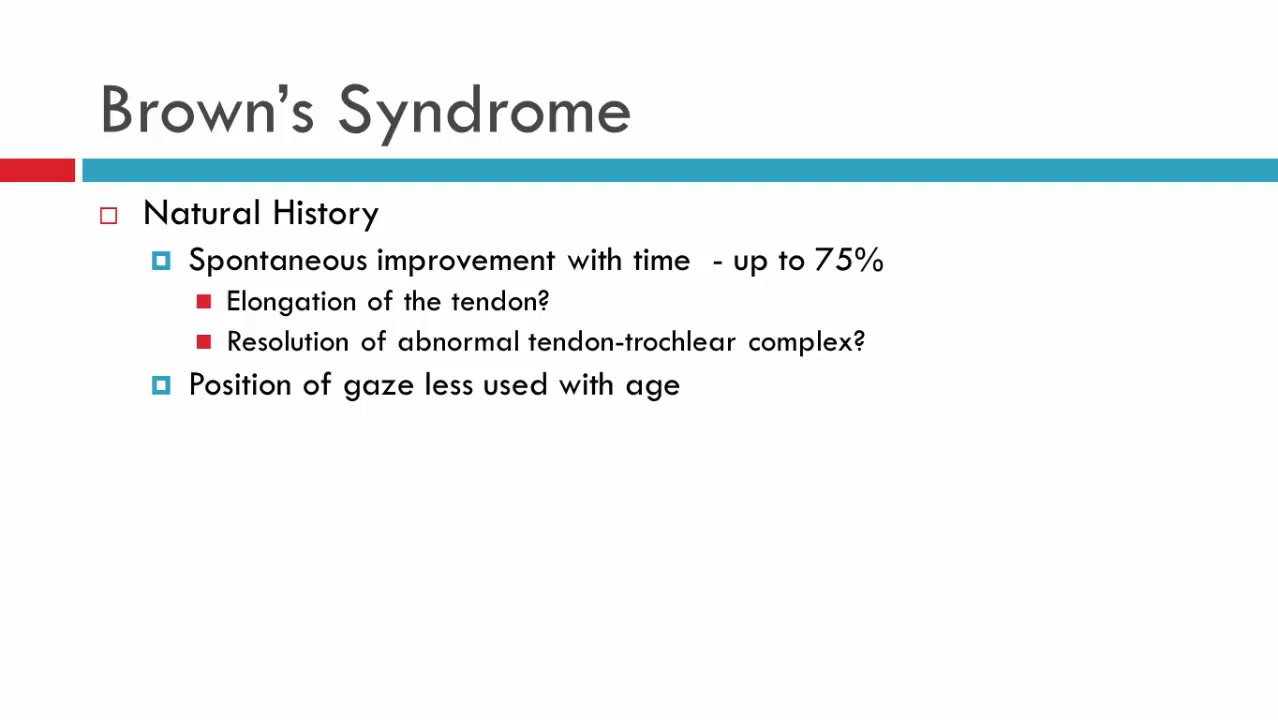 Brown’s Syndrome
Natural History
Spontaneous improvement with time - up to 75%
Elongation of the tendon?
Resolution of abnormal tendon-trochlear complex?
Position of gaze less used with age